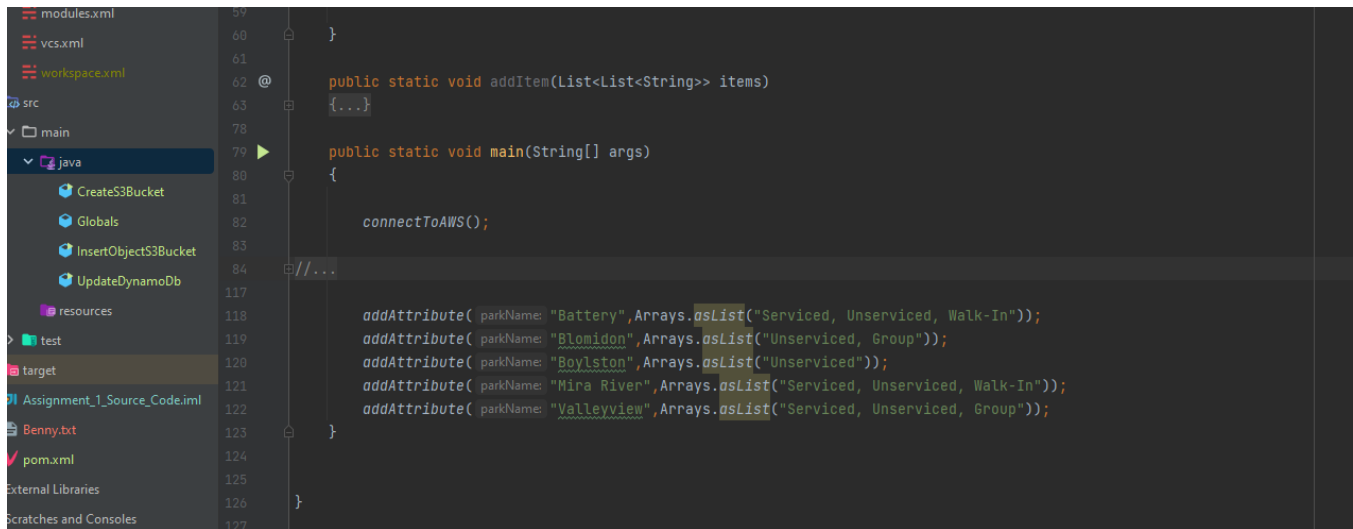 modules.xml
vcs.xml
workspace.xml
src
main
java
CreateS3Bucket
Globals
InsertObjectS3Bucket
UpdateDynamoDb
resources
test
target
Assignment_1_Source_Code.iml
Benny.txt
pom.xml
External Libraries
Scratches and Consoles
59
60 }
61
62 @ public static void addItem(List<List<String>> items)
63 {...}
78
79 public static void main(String[] args)
80 {
81
82 connectToAWS();
83
84 //...
117
118 addAttribute( parkName: "Battery",Arrays.asList("Serviced, Unserviced, Walk-In"));
119 addAttribute( parkName: "Blomidon",Arrays.asList("Unserviced, Group"));
120 addAttribute( parkName: "Boylston",Arrays.asList("Unserviced"));
121 addAttribute( parkName: "Mira River",Arrays.asList("Serviced, Unserviced, Walk-In"));
122 addAttribute( parkName: "Valleyview",Arrays.asList("Serviced, Unserviced, Group"));
123 }
124
125
126 }
127